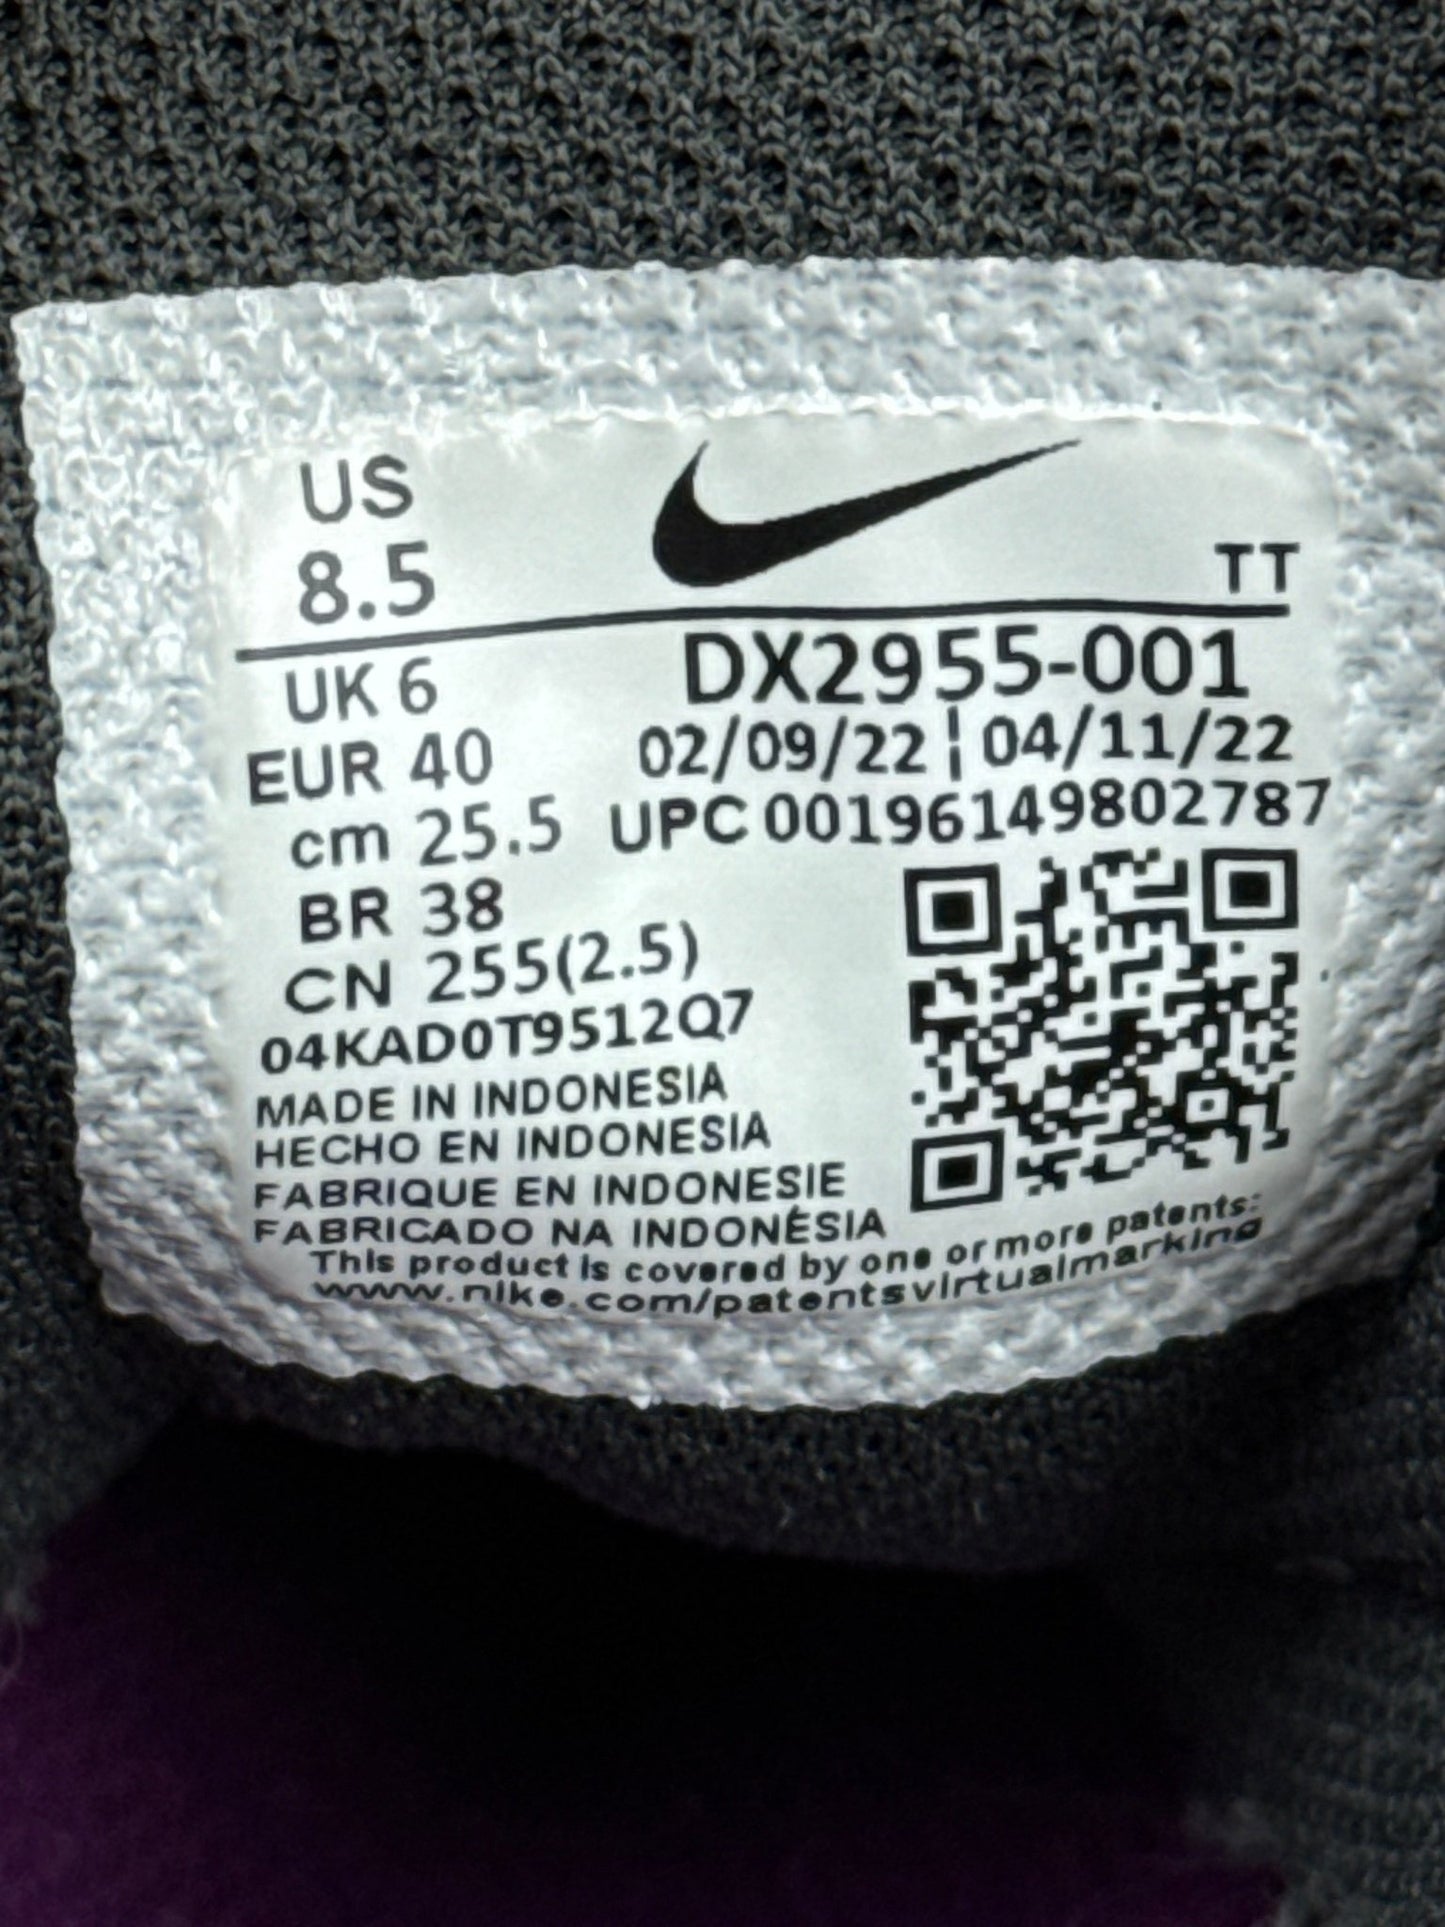 US
8.5
TT
UK 6
DX2955-001
EUR 40
02/09/22 ¦ 04/11/22
cm 25.5
UPC 00196149802787
BR 38
CN 255(2.5)
04KAD0T9512Q7
MADE IN INDONESIA
HECHO EN INDONESIA
FABRIQUE EN INDONESIE
FABRICADO NA INDONÉSIA
This product is covered by one or more patents:
www.nike.com/patentsvirtualmarking